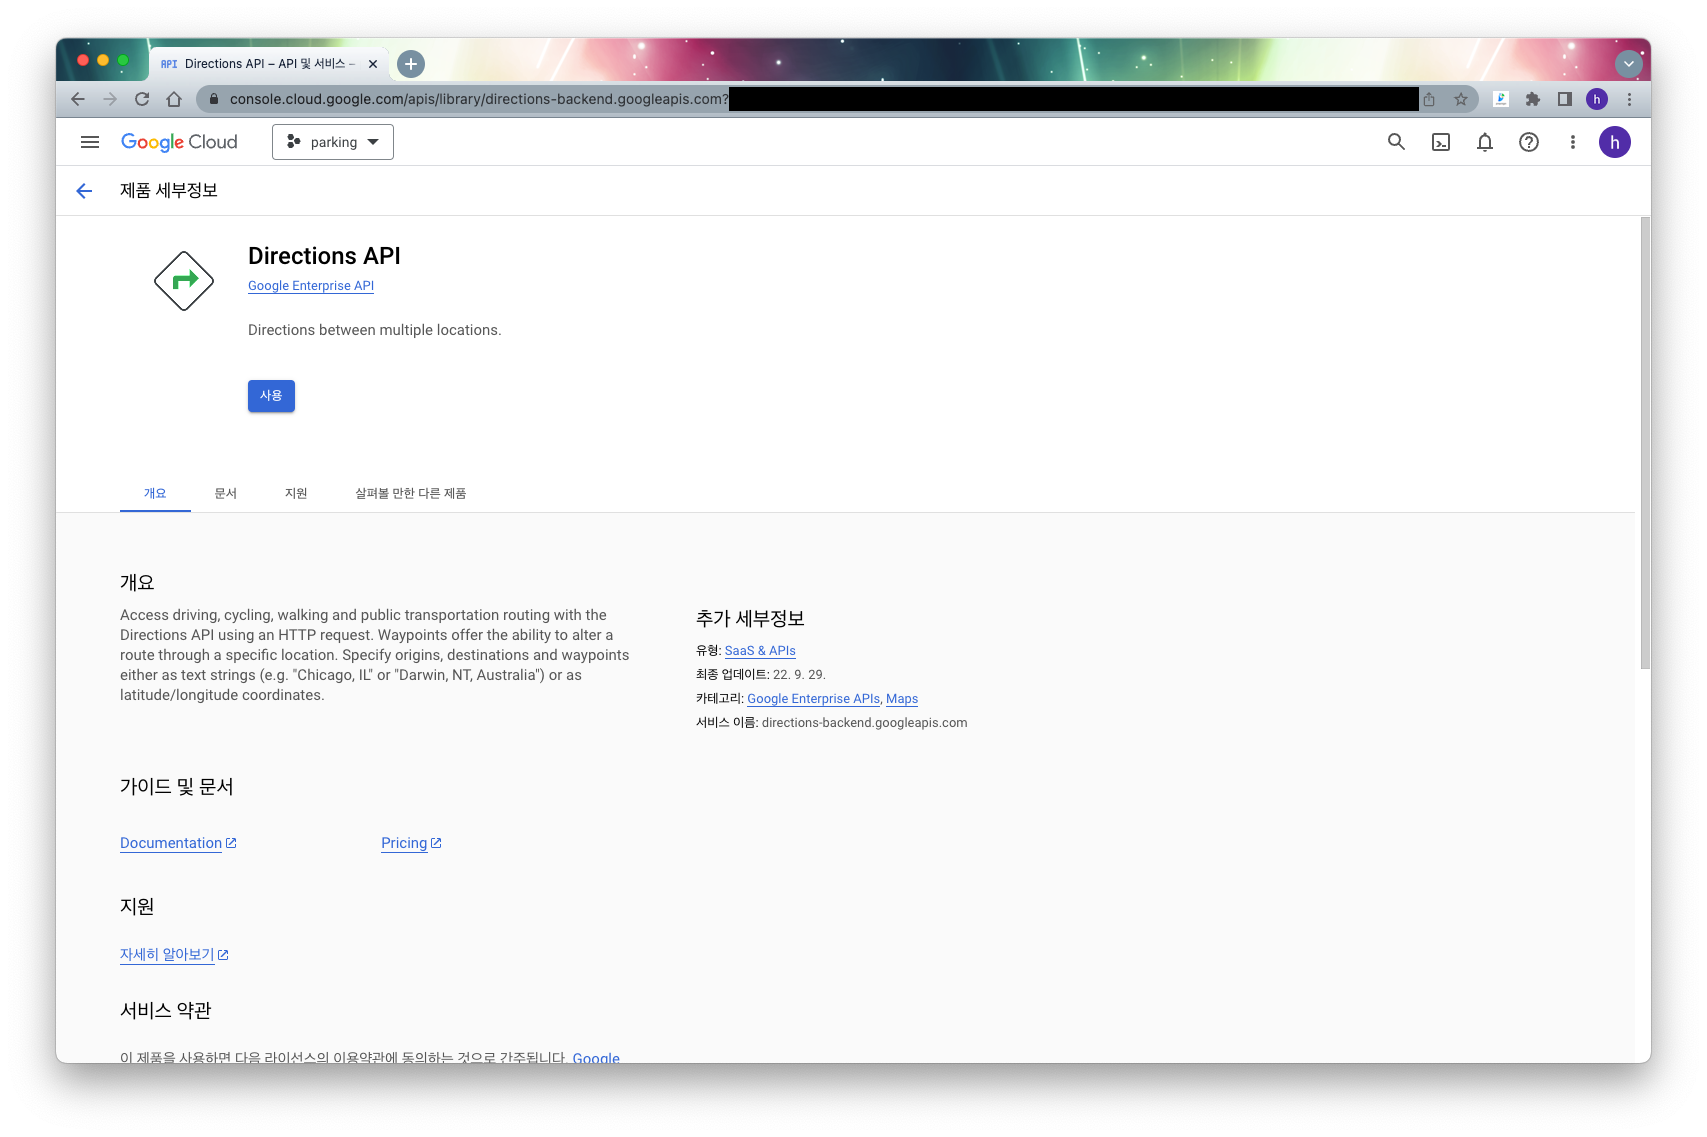 API Directions API – API 및 서비스 –
console.cloud.google.com/apis/library/directions-backend.googleapis.com?
h
Google Cloud
parking
h
제품 세부정보
Directions API
Google Enterprise API
Directions between multiple locations.
사용
개요 문서 지원 살펴볼 만한 다른 제품
개요
Access driving, cycling, walking and public transportation routing with the
Directions API using an HTTP request. Waypoints offer the ability to alter a
route through a specific location. Specify origins, destinations and waypoints
either as text strings (e.g. "Chicago, IL" or "Darwin, NT, Australia") or as
latitude/longitude coordinates.
추가 세부정보
유형: SaaS & APIs
최종 업데이트: 22. 9. 29.
카테고리: Google Enterprise APIs, Maps
서비스 이름: directions-backend.googleapis.com
가이드 및 문서
Documentation Pricing
지원
자세히 알아보기
서비스 약관
이 제품을 사용하면 다음 라이선스의 이용약관에 동의하는 것으로 간주됩니다. Google